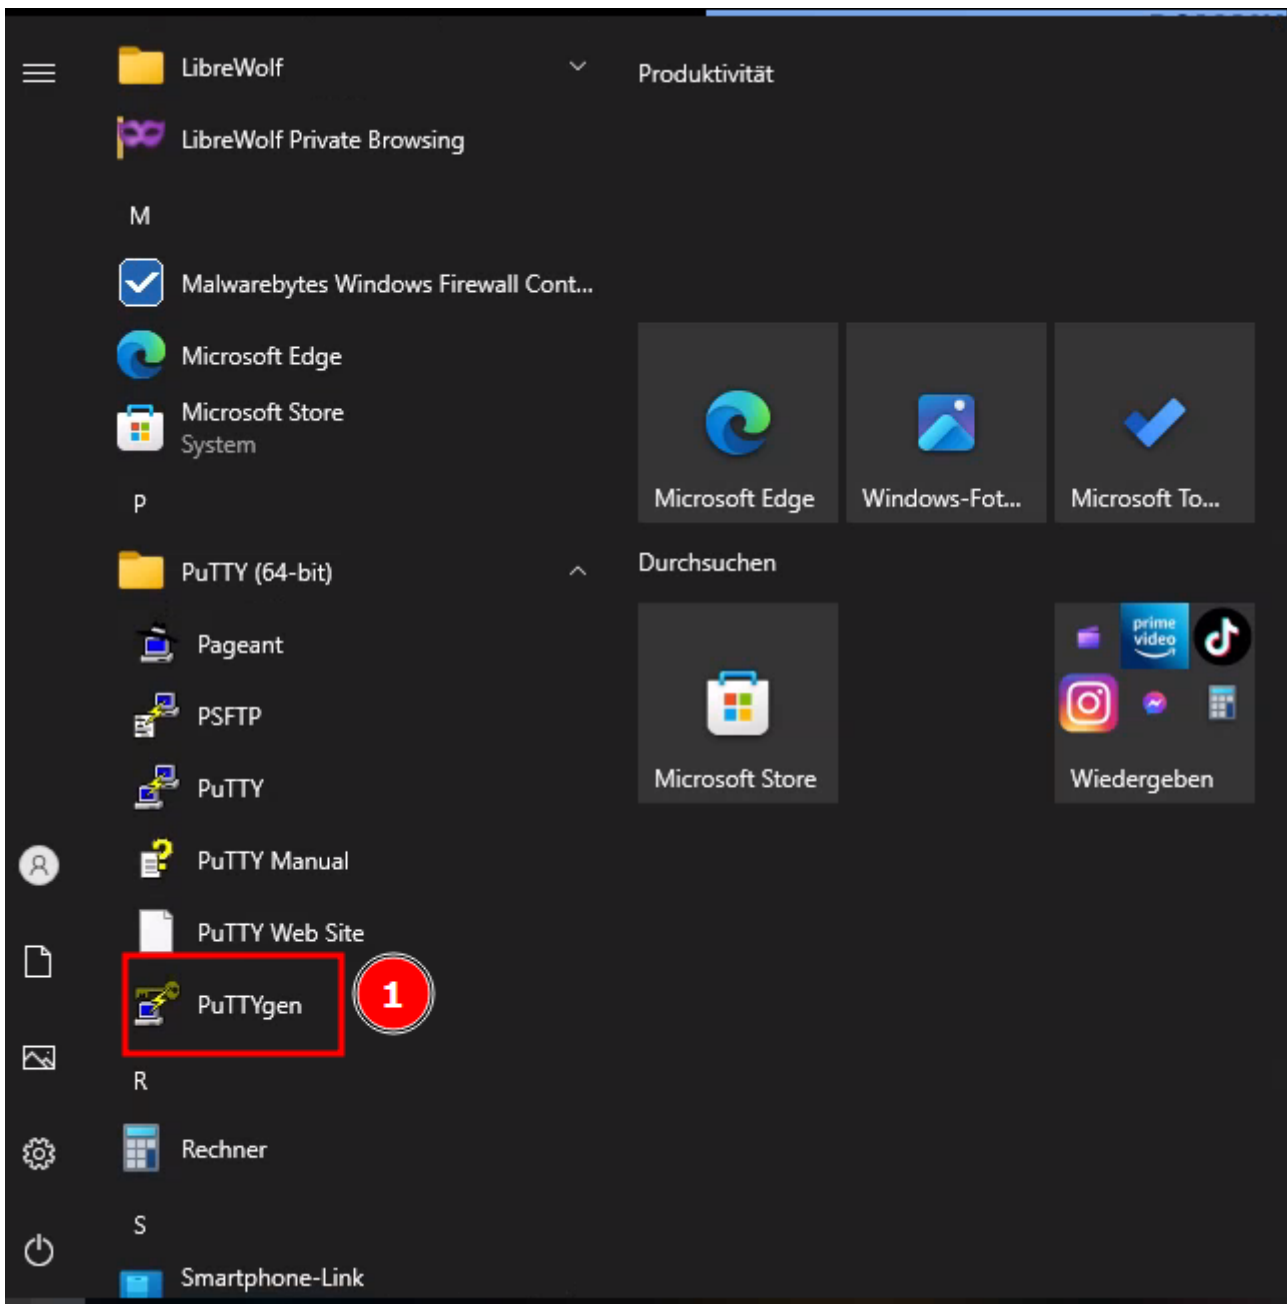 LibreWolf
LibreWolf Private Browsing
M
Malwarebytes Windows Firewall Cont...
Microsoft Edge
Microsoft Store
System
P
PuTTY (64-bit)
Pageant
PSFTP
PuTTY
PuTTY Manual
PuTTY Web Site
PuTTYgen
1
R
Rechner
S
Smartphone-Link
Produktivität
Microsoft Edge
Windows-Fot...
Microsoft To...
Durchsuchen
Microsoft Store
prime
video
Wiedergeben